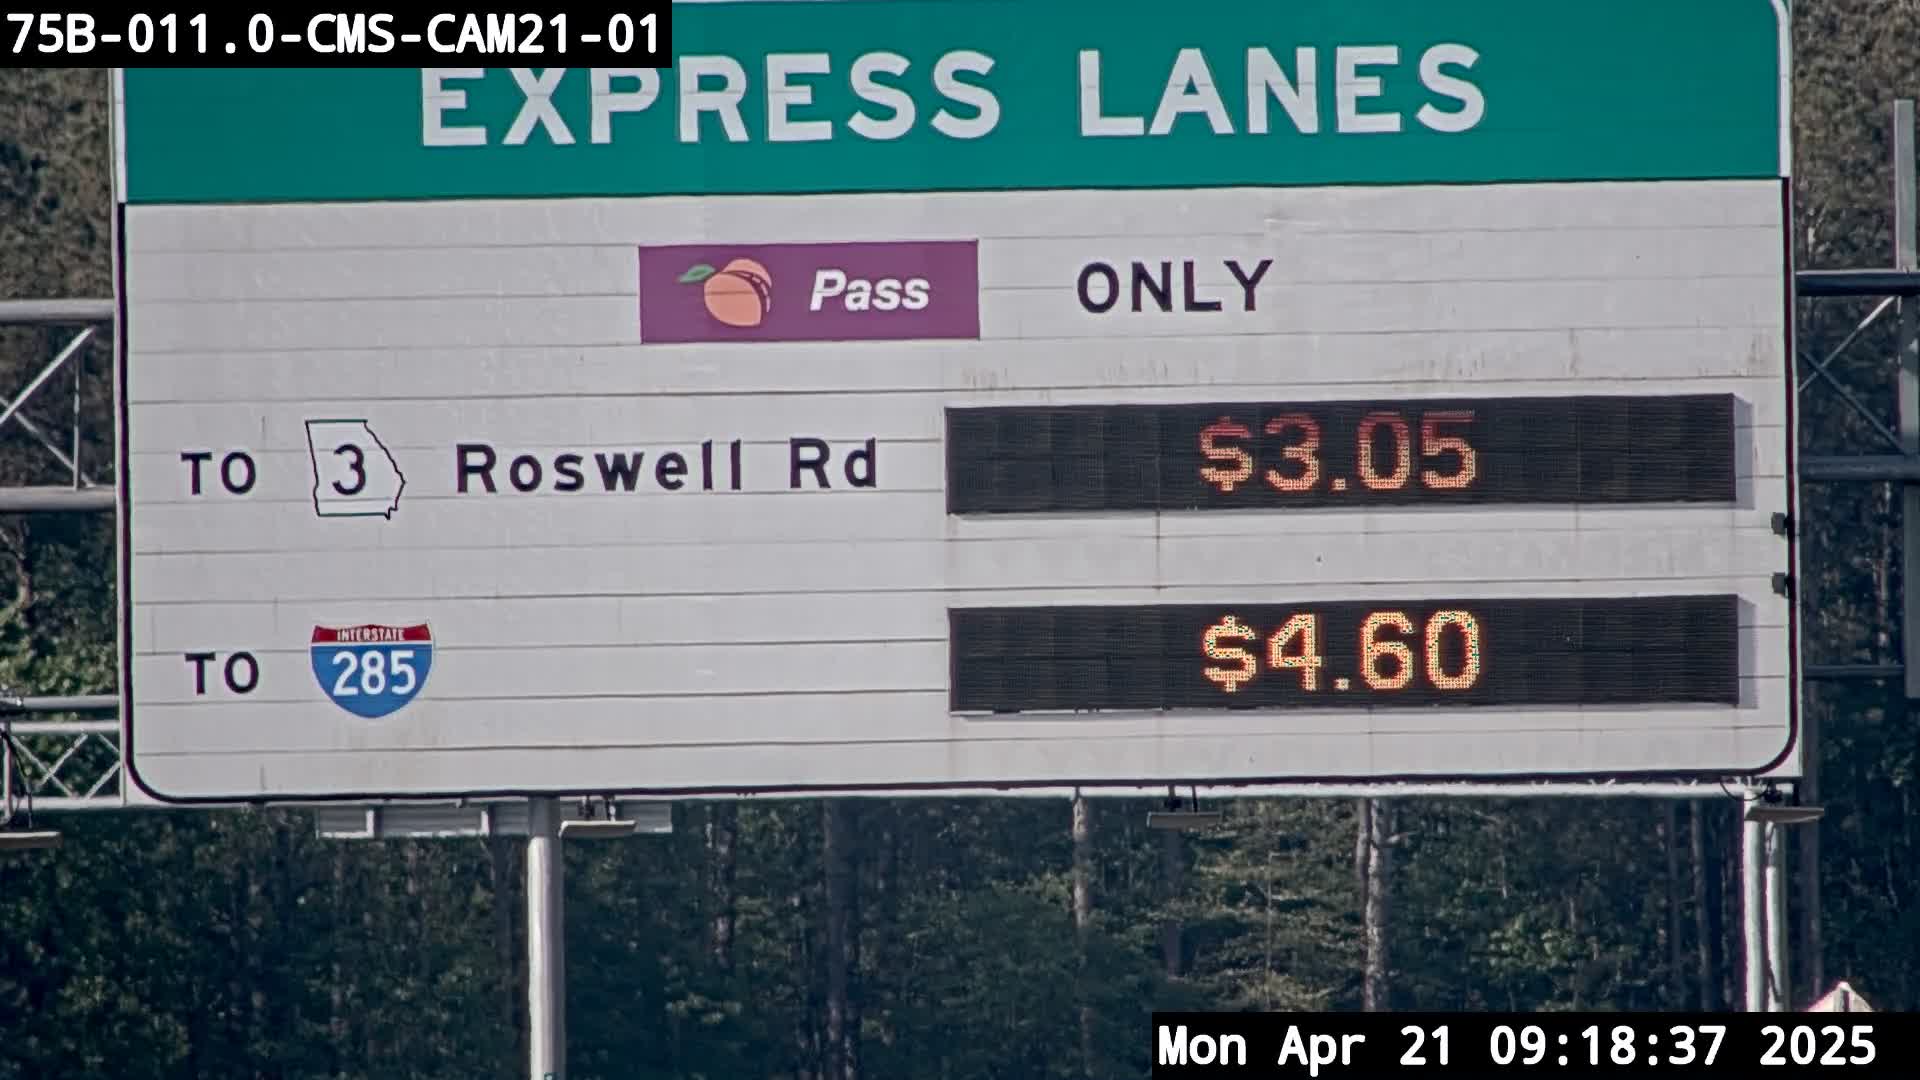 75B-011.0-CMS-CAM21-01
EXPRESS LANES
Pass ONLY
TO 3 Roswell Rd $3.05
TO INTERSTATE 285 $4.60
Mon Apr 21 09:18:37 2025